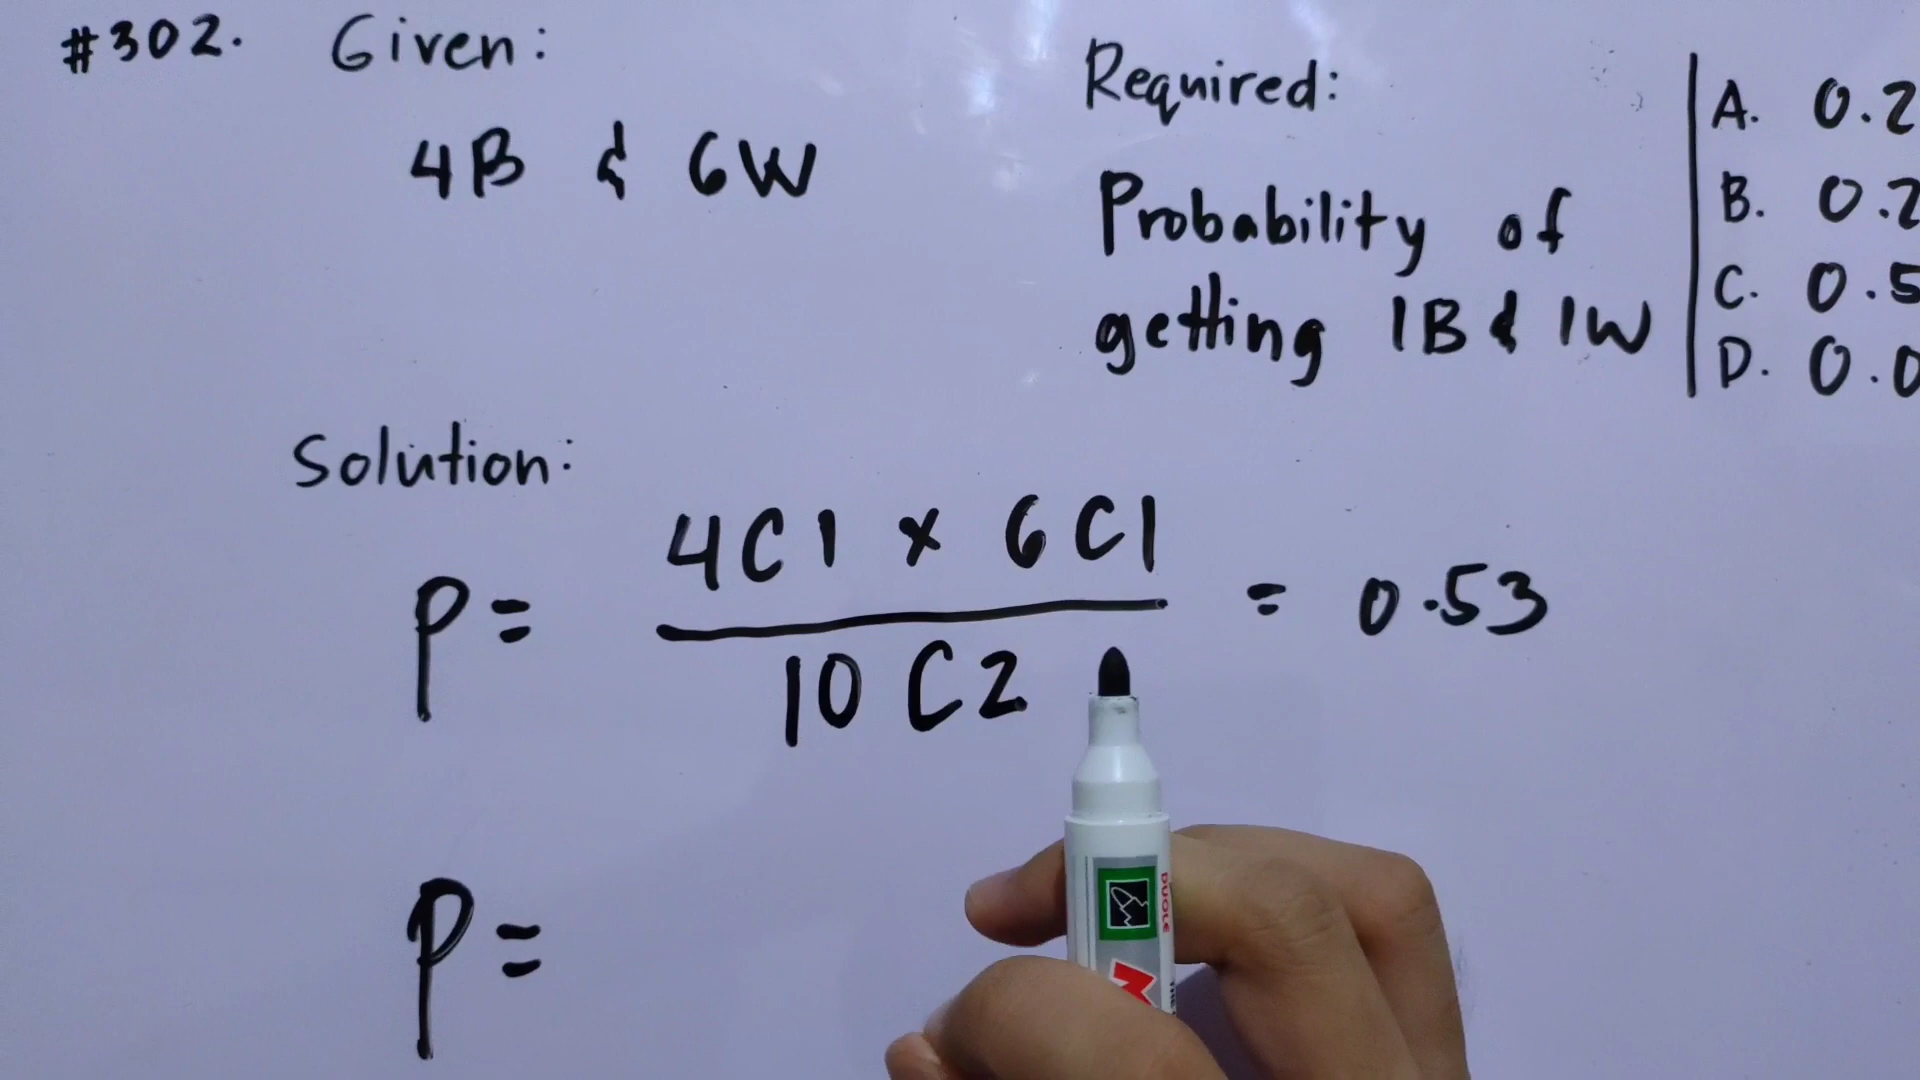 #302. Given:
4B & 6W
Required:
Probability of
getting 1B & 1W
A. 0.2
B. 0.2
C. 0.5
D. 0.0
Solution:
P = 4C1 x 6C1 = 0.53
10C2
P =
DUQLE